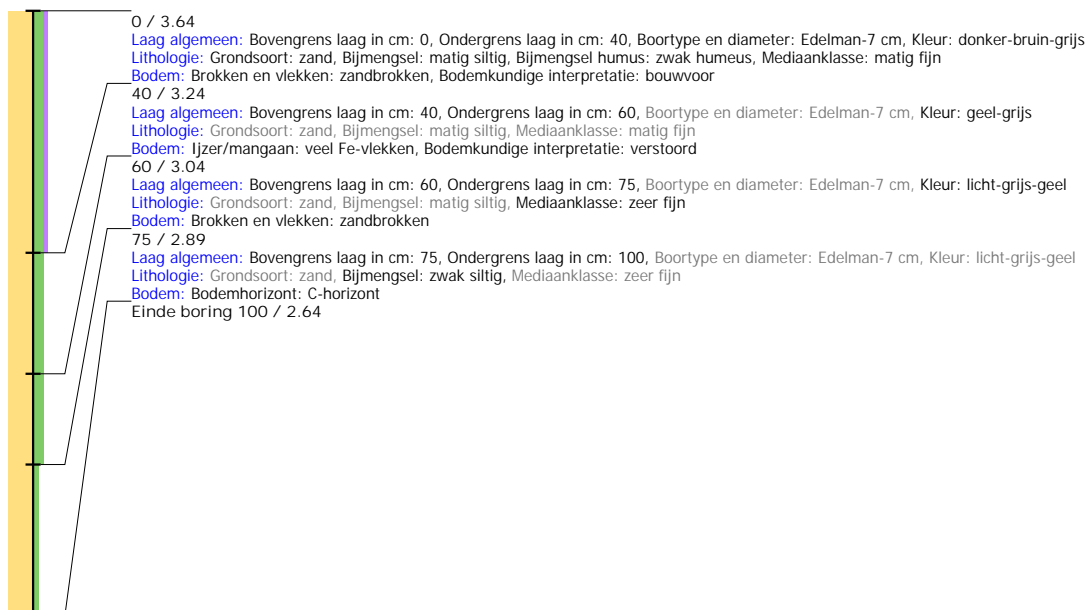 0 / 3.64
Laag algemeen: Bovengrens laag in cm: 0, Ondergrens laag in cm: 40, Boortype en diameter: Edelman-7 cm, Kleur: donker-bruin-grijs
Lithologie: Grondsoort: zand, Bijmengsel: matig siltig, Bijmengsel humus: zwak humeus, Mediaanklasse: matig fijn
Bodem: Brokken en vlekken: zandbrokken, Bodemkundige interpretatie: bouwvoor
40 / 3.24
Laag algemeen: Bovengrens laag in cm: 40, Ondergrens laag in cm: 60, Boortype en diameter: Edelman-7 cm, Kleur: geel-grijs
Lithologie: Grondsoort: zand, Bijmengsel: matig siltig, Mediaanklasse: matig fijn
Bodem: Ijzer/mangaan: veel Fe-vlekken, Bodemkundige interpretatie: verstoord
60 / 3.04
Laag algemeen: Bovengrens laag in cm: 60, Ondergrens laag in cm: 75, Boortype en diameter: Edelman-7 cm, Kleur: licht-grijs-geel
Lithologie: Grondsoort: zand, Bijmengsel: matig siltig, Mediaanklasse: zeer fijn
Bodem: Brokken en vlekken: zandbrokken
75 / 2.89
Laag algemeen: Bovengrens laag in cm: 75, Ondergrens laag in cm: 100, Boortype en diameter: Edelman-7 cm, Kleur: licht-grijs-geel
Lithologie: Grondsoort: zand, Bijmengsel: zwak siltig, Mediaanklasse: zeer fijn
Bodem: Bodemhorizont: C-horizont
Einde boring 100 / 2.64